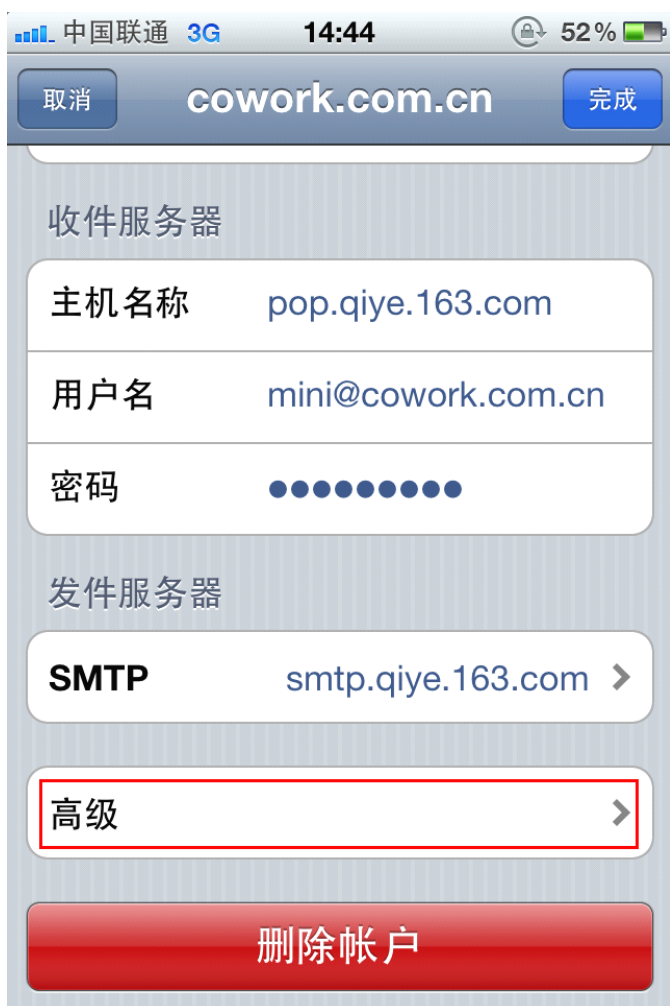 中国联通 3G 14:44 52%
取消 cowork.com.cn 完成
收件服务器
主机名称 pop.qiye.163.com
用户名 mini@cowork.com.cn
密码 ●●●●●●●●●
发件服务器
SMTP smtp.qiye.163.com
高级
删除帐户